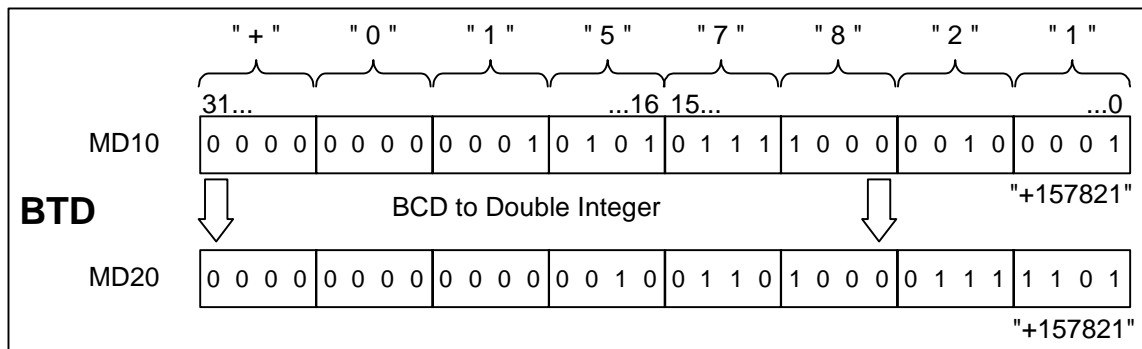 " + " " 0 " " 1 " " 5 " " 7 " " 8 " " 2 " " 1 "
31... ...16 15... ...0
MD10 0 0 0 0 0 0 0 0 0 0 0 1 0 1 0 1 0 1 1 1 1 0 0 0 0 0 1 0 0 0 0 1
"+157821"
BTD BCD to Double Integer
MD20 0 0 0 0 0 0 0 0 0 0 0 0 0 0 1 0 0 1 1 0 1 0 0 0 0 1 1 1 1 1 0 1
"+157821"